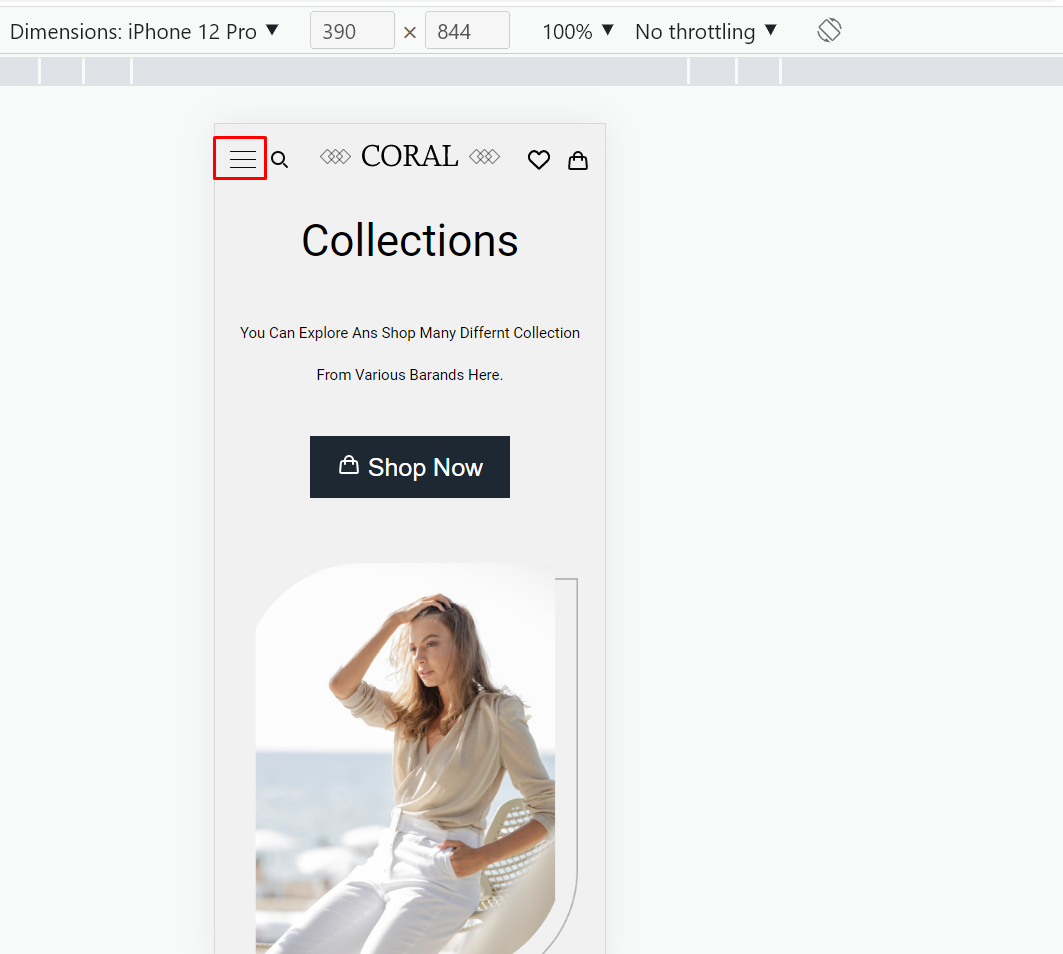 Dimensions: iPhone 12 Pro ▼ 390 × 844 100% ▼ No throttling ▼
CORAL
Collections
You Can Explore Ans Shop Many Differnt Collection
From Various Barands Here.
Shop Now